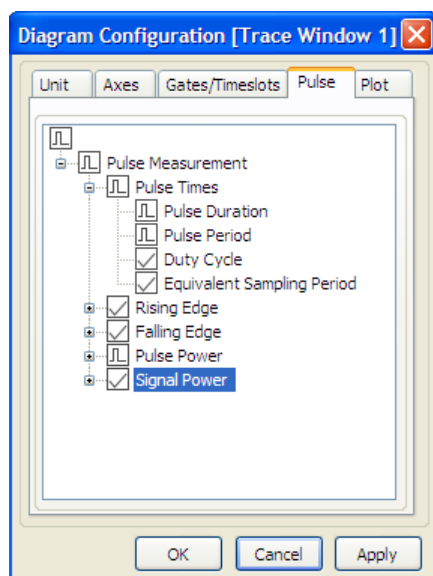 Diagram Configuration [Trace Window 1]
Unit Axes Gates/Timeslots Pulse Plot
Pulse Measurement
Pulse Times
Pulse Duration
Pulse Period
Duty Cycle
Equivalent Sampling Period
Rising Edge
Falling Edge
Pulse Power
Signal Power
OK Cancel Apply